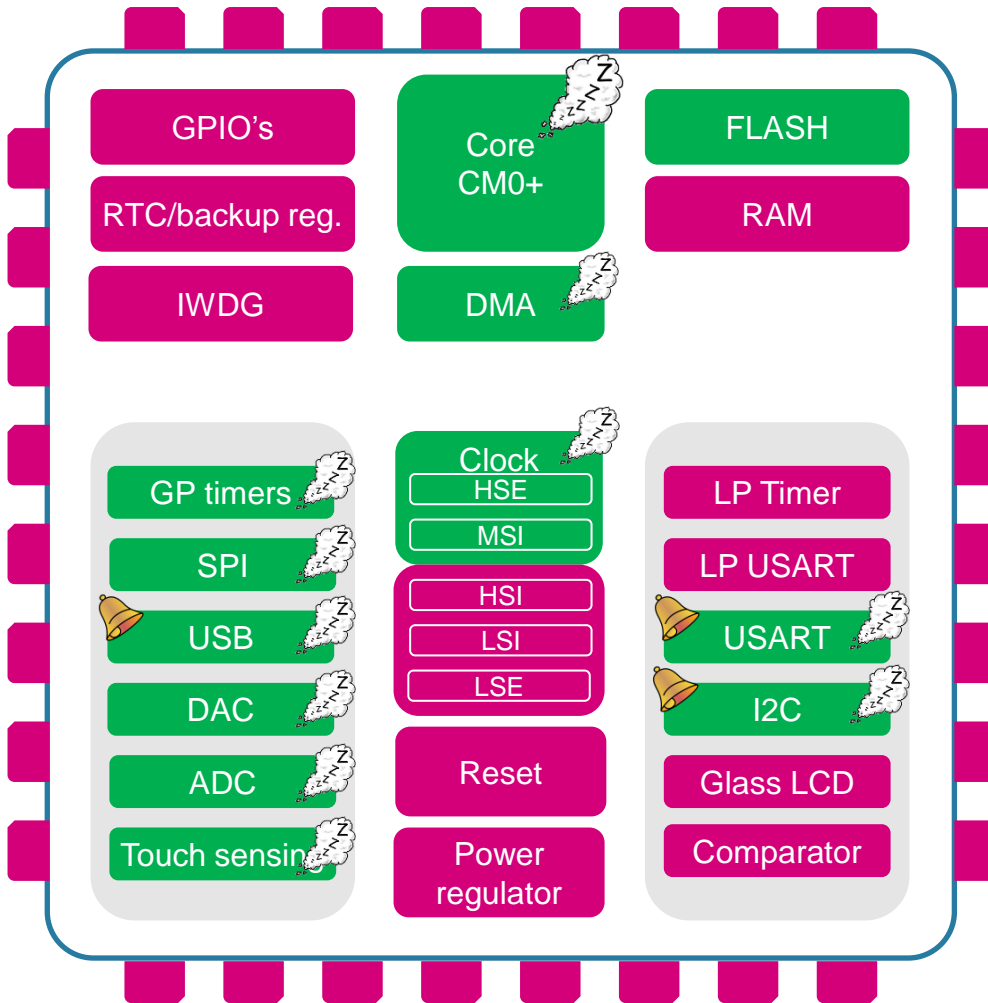 GPIO's
RTC/backup reg.
IWDG
Core
CM0+
DMA
FLASH
RAM
GP timers
SPI
USB
DAC
ADC
Touch sensing
Clock
HSE
MSI
HSI
LSI
LSE
Reset
Power
regulator
LP Timer
LP USART
USART
I2C
Glass LCD
Comparator